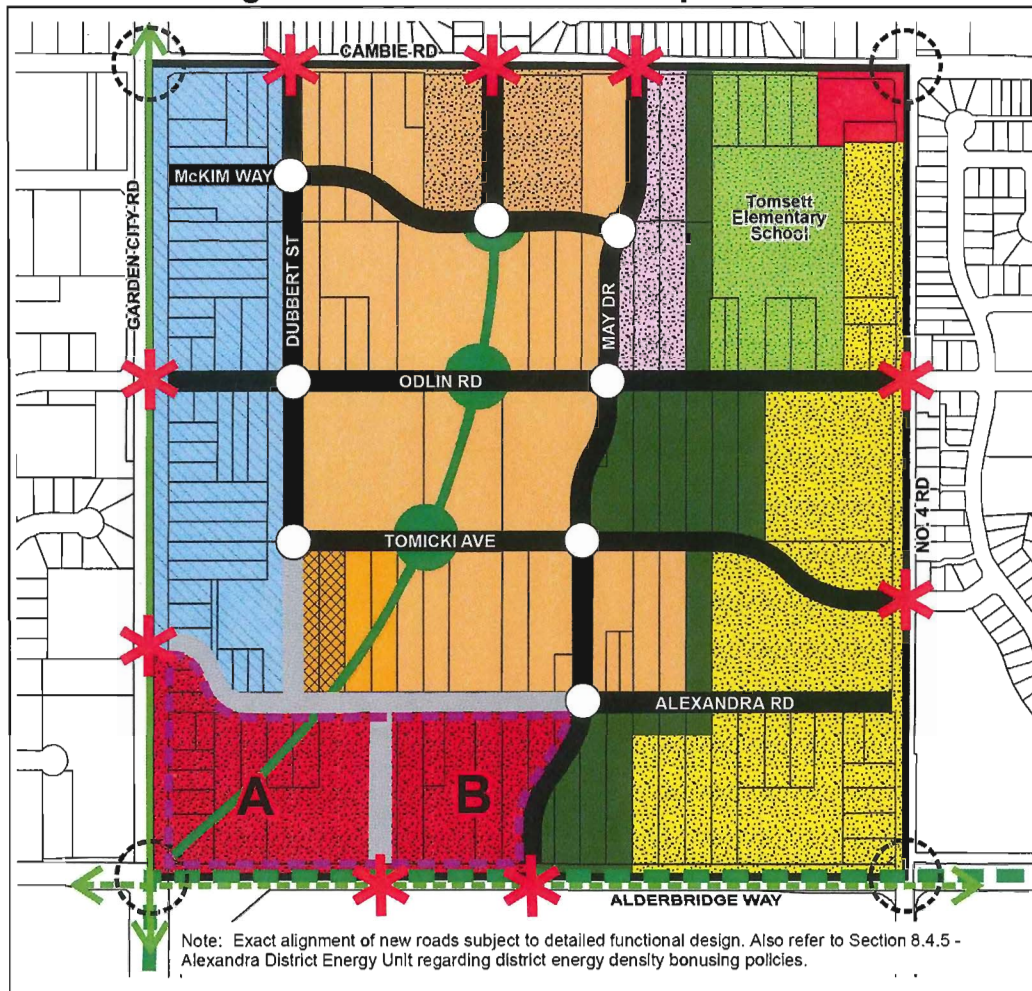 CAMBIE RD
McKIM WAY
Tomsett
Elementary
School
GARDEN CITY RD
DUBBERT ST
MAY DR
ODLIN RD
NO. 4 RD
TOMICKI AVE
ALEXANDRA RD
A
B
ALDERBRIDGE WAY
Note: Exact alignment of new roads subject to detailed functional design. Also refer to Section 8.4.5 -
Alexandra District Energy Unit regarding district energy density bonusing policies.